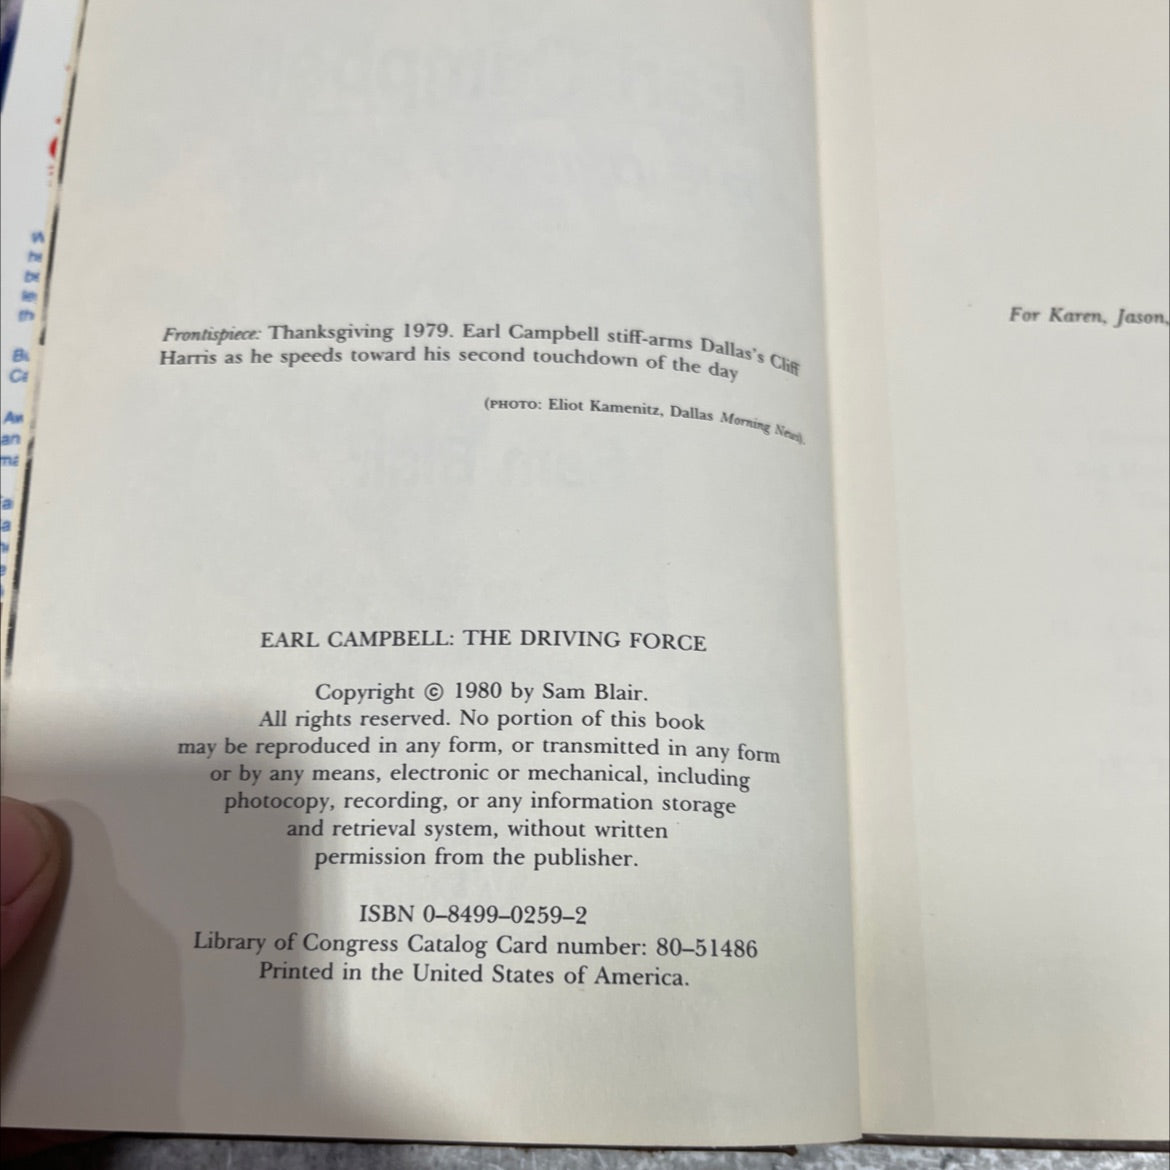 Frontispiece: Thanksgiving 1979. Earl Campbell stiff-arms Dallas's Cliff
Harris as he speeds toward his second touchdown of the day
(PHOTO: Eliot Kamenitz, Dallas Morning News).
EARL CAMPBELL: THE DRIVING FORCE
Copyright © 1980 by Sam Blair.
All rights reserved. No portion of this book
may be reproduced in any form, or transmitted in any form
or by any means, electronic or mechanical, including
photocopy, recording, or any information storage
and retrieval system, without written
permission from the publisher.
ISBN 0–8499–0259–2
Library of Congress Catalog Card number: 80–51486
Printed in the United States of America.
For Karen, Jason,